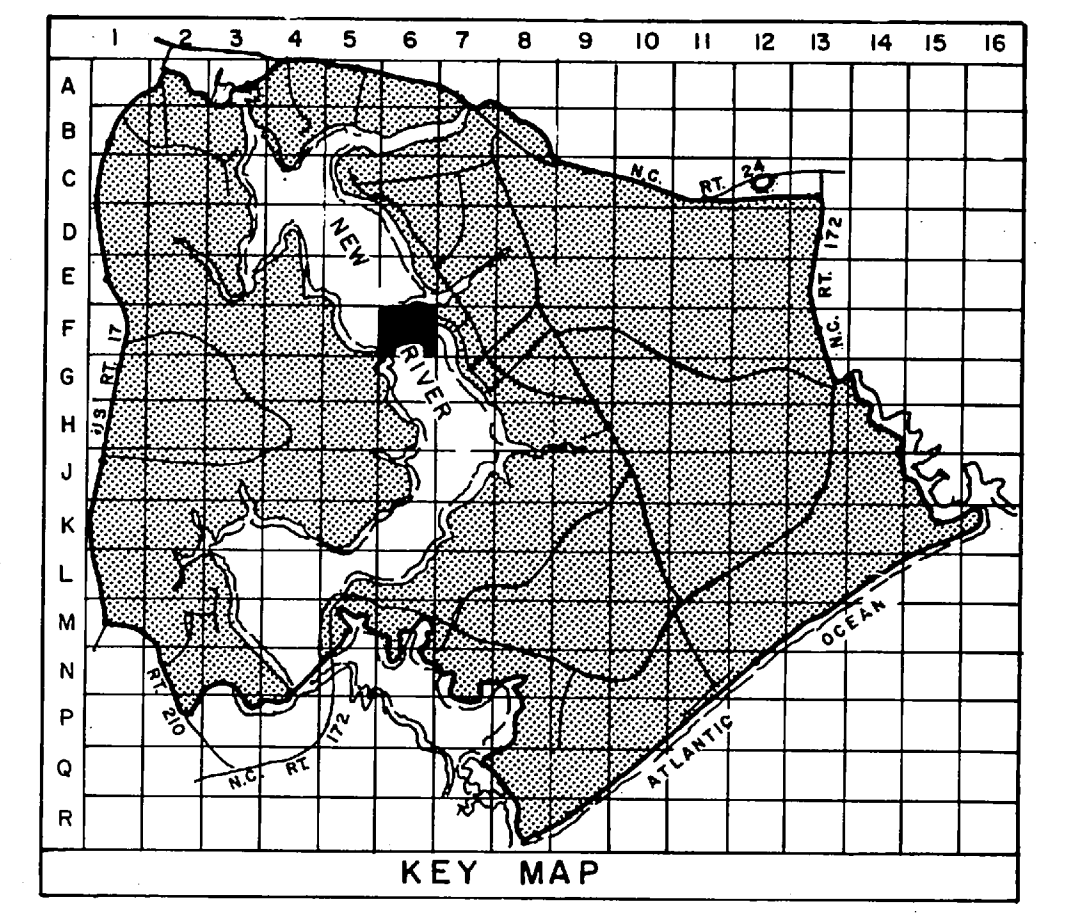 1 2 3 4 5 6 7 8 9 10 11 12 13 14 15 16
A
B
C
D
E
F
G
H
J
K
L
M
N
P
Q
R
N.C. RT. 24
N.C. RT. 172
NEW
RIVER
RT 17
RT. 210
N.C. RT. 172
ATLANTIC OCEAN
KEY MAP